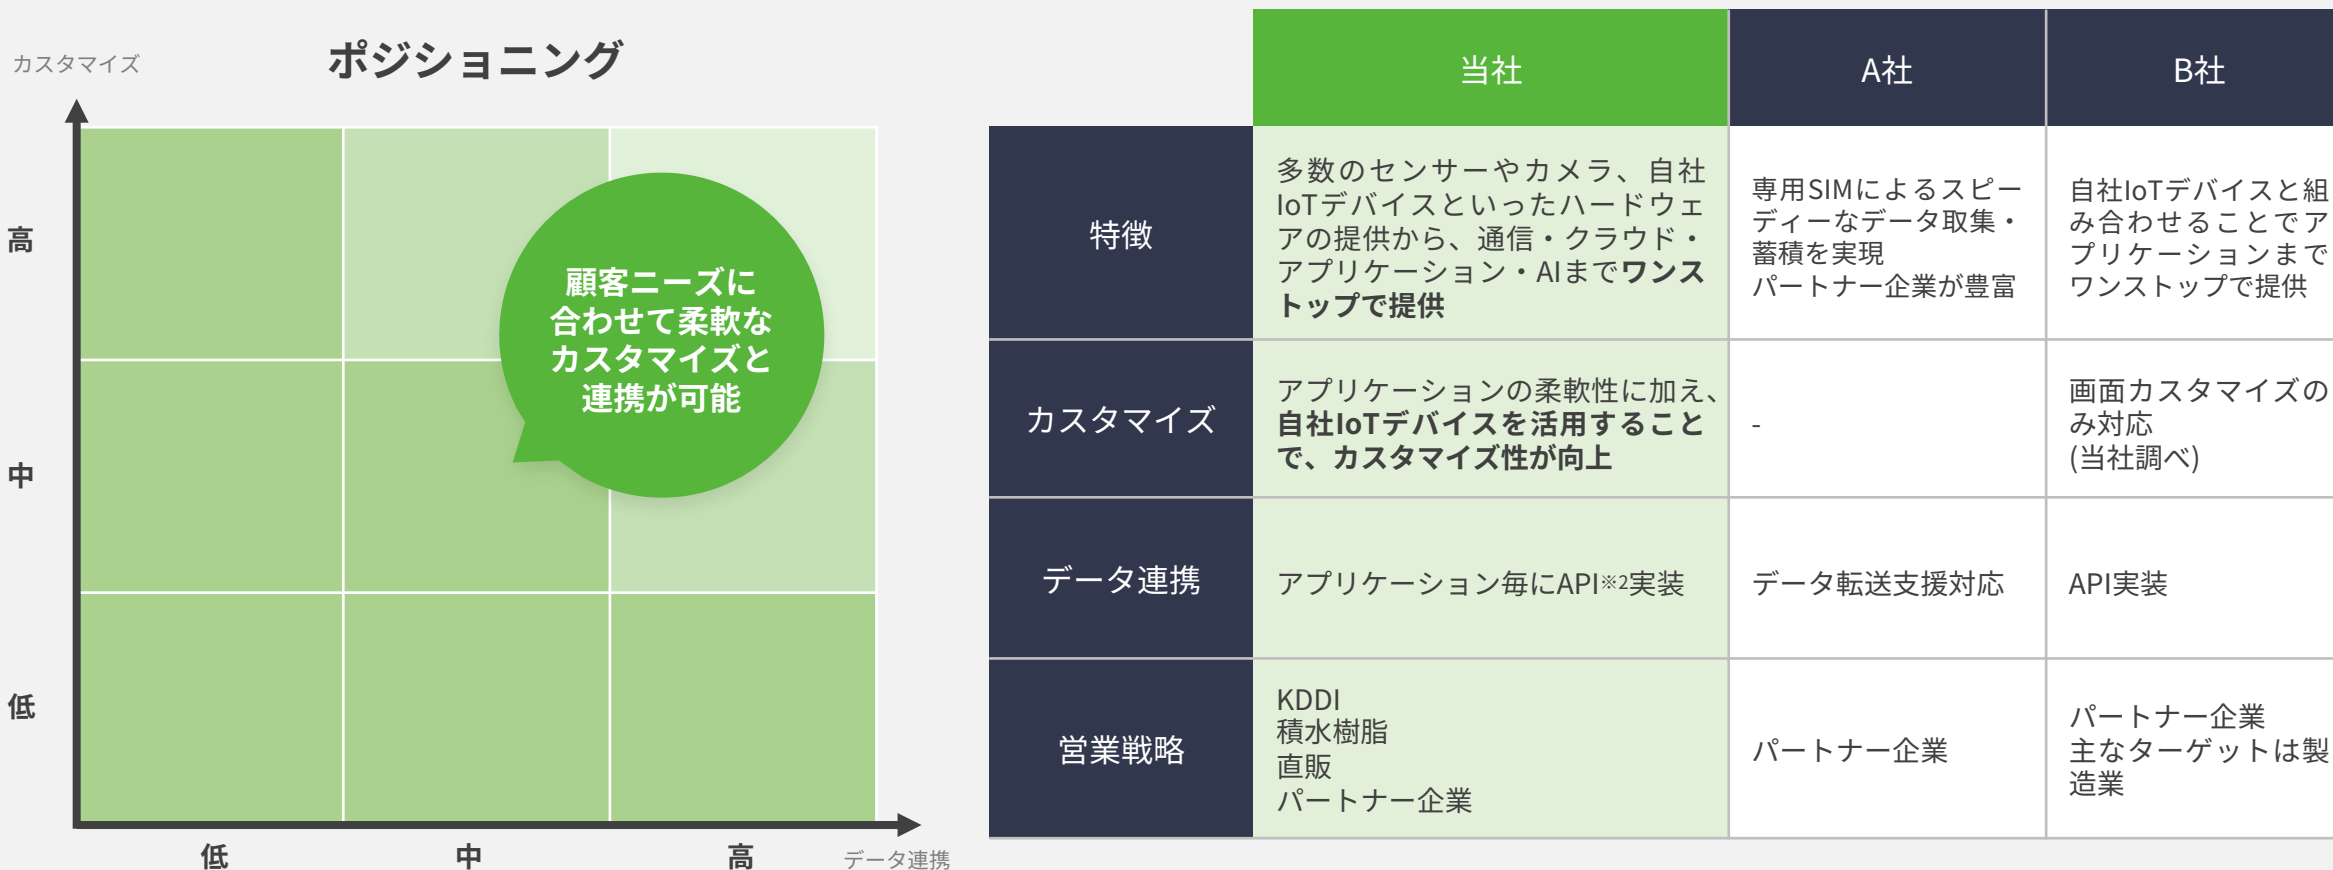 ポジショニング
カスタマイズ
高
中
低
顧客ニーズに
合わせて柔軟な
カスタマイズと
連携が可能
低
中
高
データ連携
当社
A社
B社
特徴
多数のセンサーやカメラ、自社
IoTデバイスといったハードウェ
アの提供から、通信・クラウド・
アプリケーション・AIまでワンス
トップで提供
専用SIMによるスピー
ディーなデータ取集・
蓄積を実現
パートナー企業が豊富
自社IoTデバイスと組
み合わせることでア
プリケーションまで
ワンストップで提供
カスタマイズ
アプリケーションの柔軟性に加え、
自社IoTデバイスを活用すること
で、カスタマイズ性が向上
-
画面カスタマイズの
み対応
(当社調べ)
データ連携
アプリケーション毎にAPI※2実装
データ転送支援対応
API実装
営業戦略
KDDI
積水樹脂
直販
パートナー企業
パートナー企業
パートナー企業
主なターゲットは製
造業